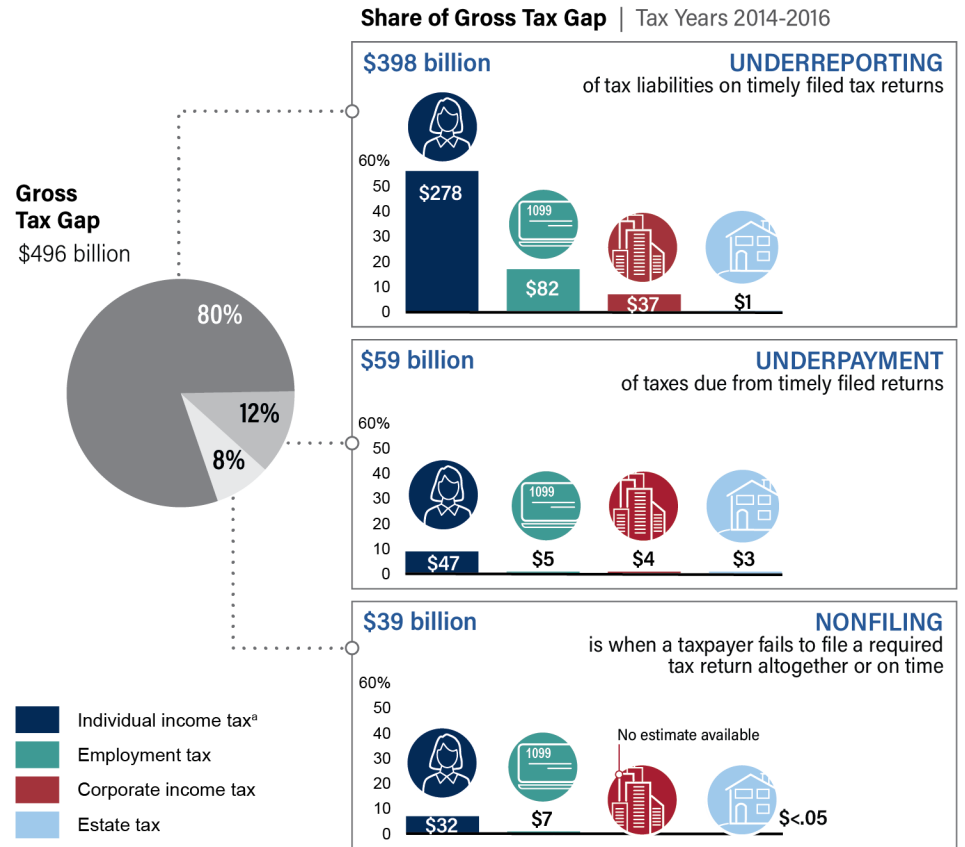 Share of Gross Tax Gap | Tax Years 2014-2016
$398 billion
UNDERREPORTING
of tax liabilities on timely filed tax returns
60%
50
40
30
20
10
0
$278
1099
$82
$37
$1
Gross
Tax Gap
$496 billion
80%
12%
8%
$59 billion
UNDERPAYMENT
of taxes due from timely filed returns
60%
50
40
30
20
10
0
$47
1099
$5
$4
$3
$39 billion
NONFILING
is when a taxpayer fails to file a required
tax return altogether or on time
60%
50
40
30
20
10
0
$32
1099
$7
No estimate available
$<.05
Individual income taxᵃ
Employment tax
Corporate income tax
Estate tax